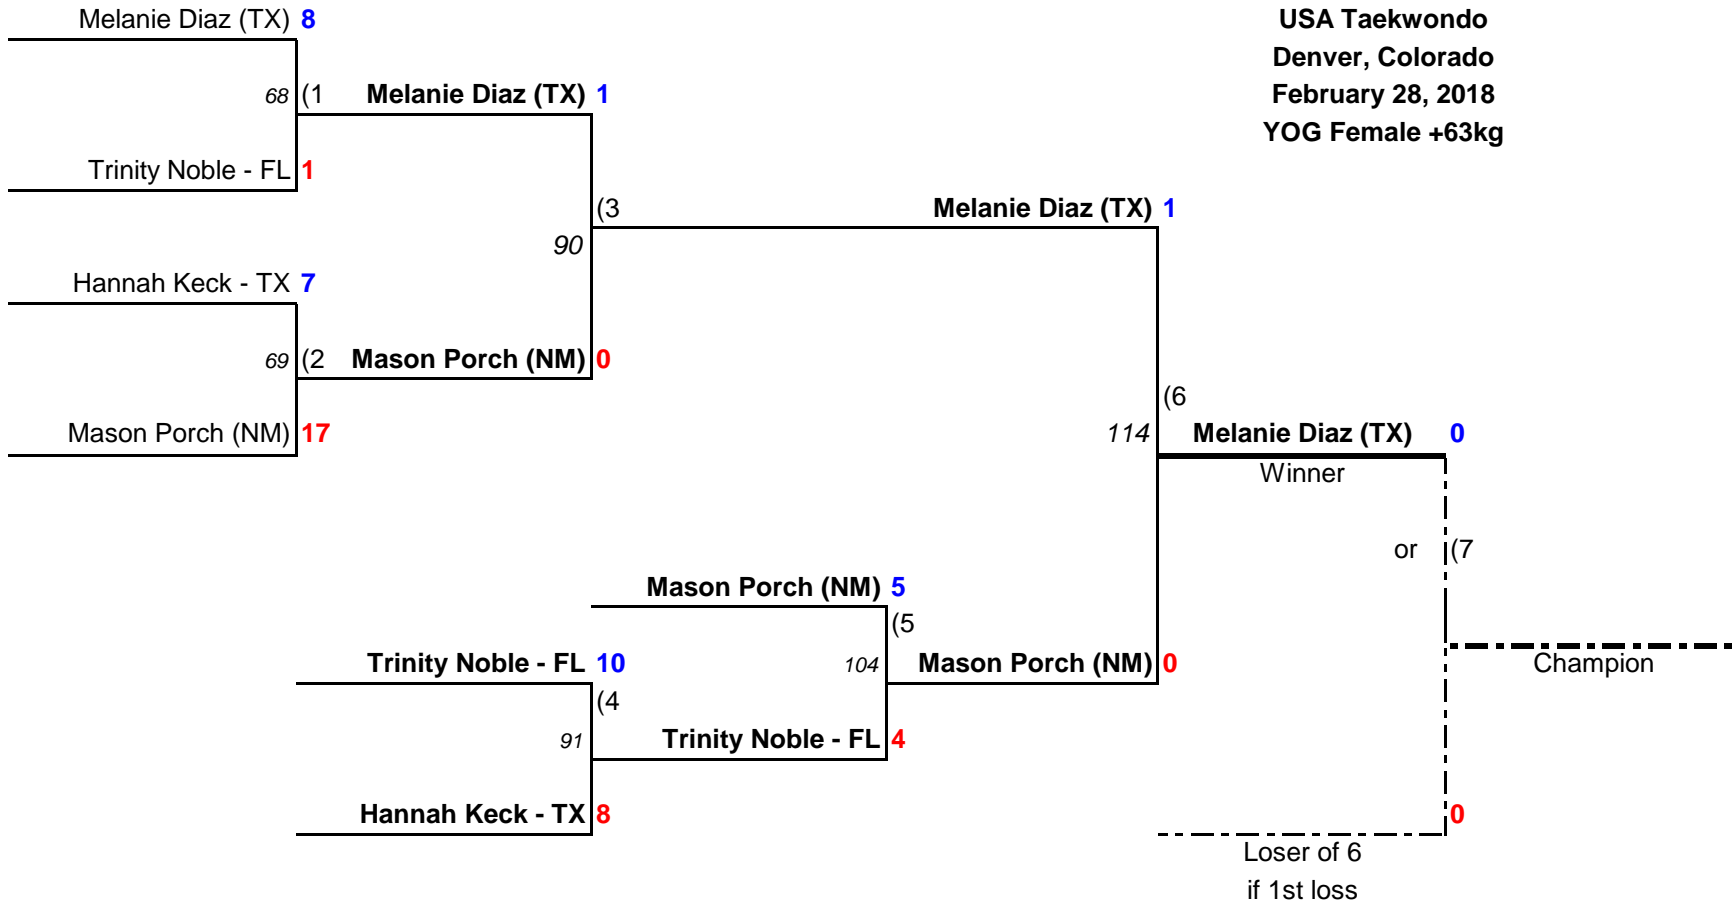 Melanie Diaz (TX) 8
USA Taekwondo
Denver, Colorado
February 28, 2018
YOG Female +63kg
68 (1 Melanie Diaz (TX) 1
Trinity Noble - FL 1
(3 Melanie Diaz (TX) 1
90
Hannah Keck - TX 7
69 (2 Mason Porch (NM) 0
(6
Mason Porch (NM) 17
114 Melanie Diaz (TX) 0
Winner
or (7
Mason Porch (NM) 5
(5
Trinity Noble - FL 10
104 Mason Porch (NM) 0
Champion
(4
91 Trinity Noble - FL 4
Hannah Keck - TX 8
0
Loser of 6
if 1st loss